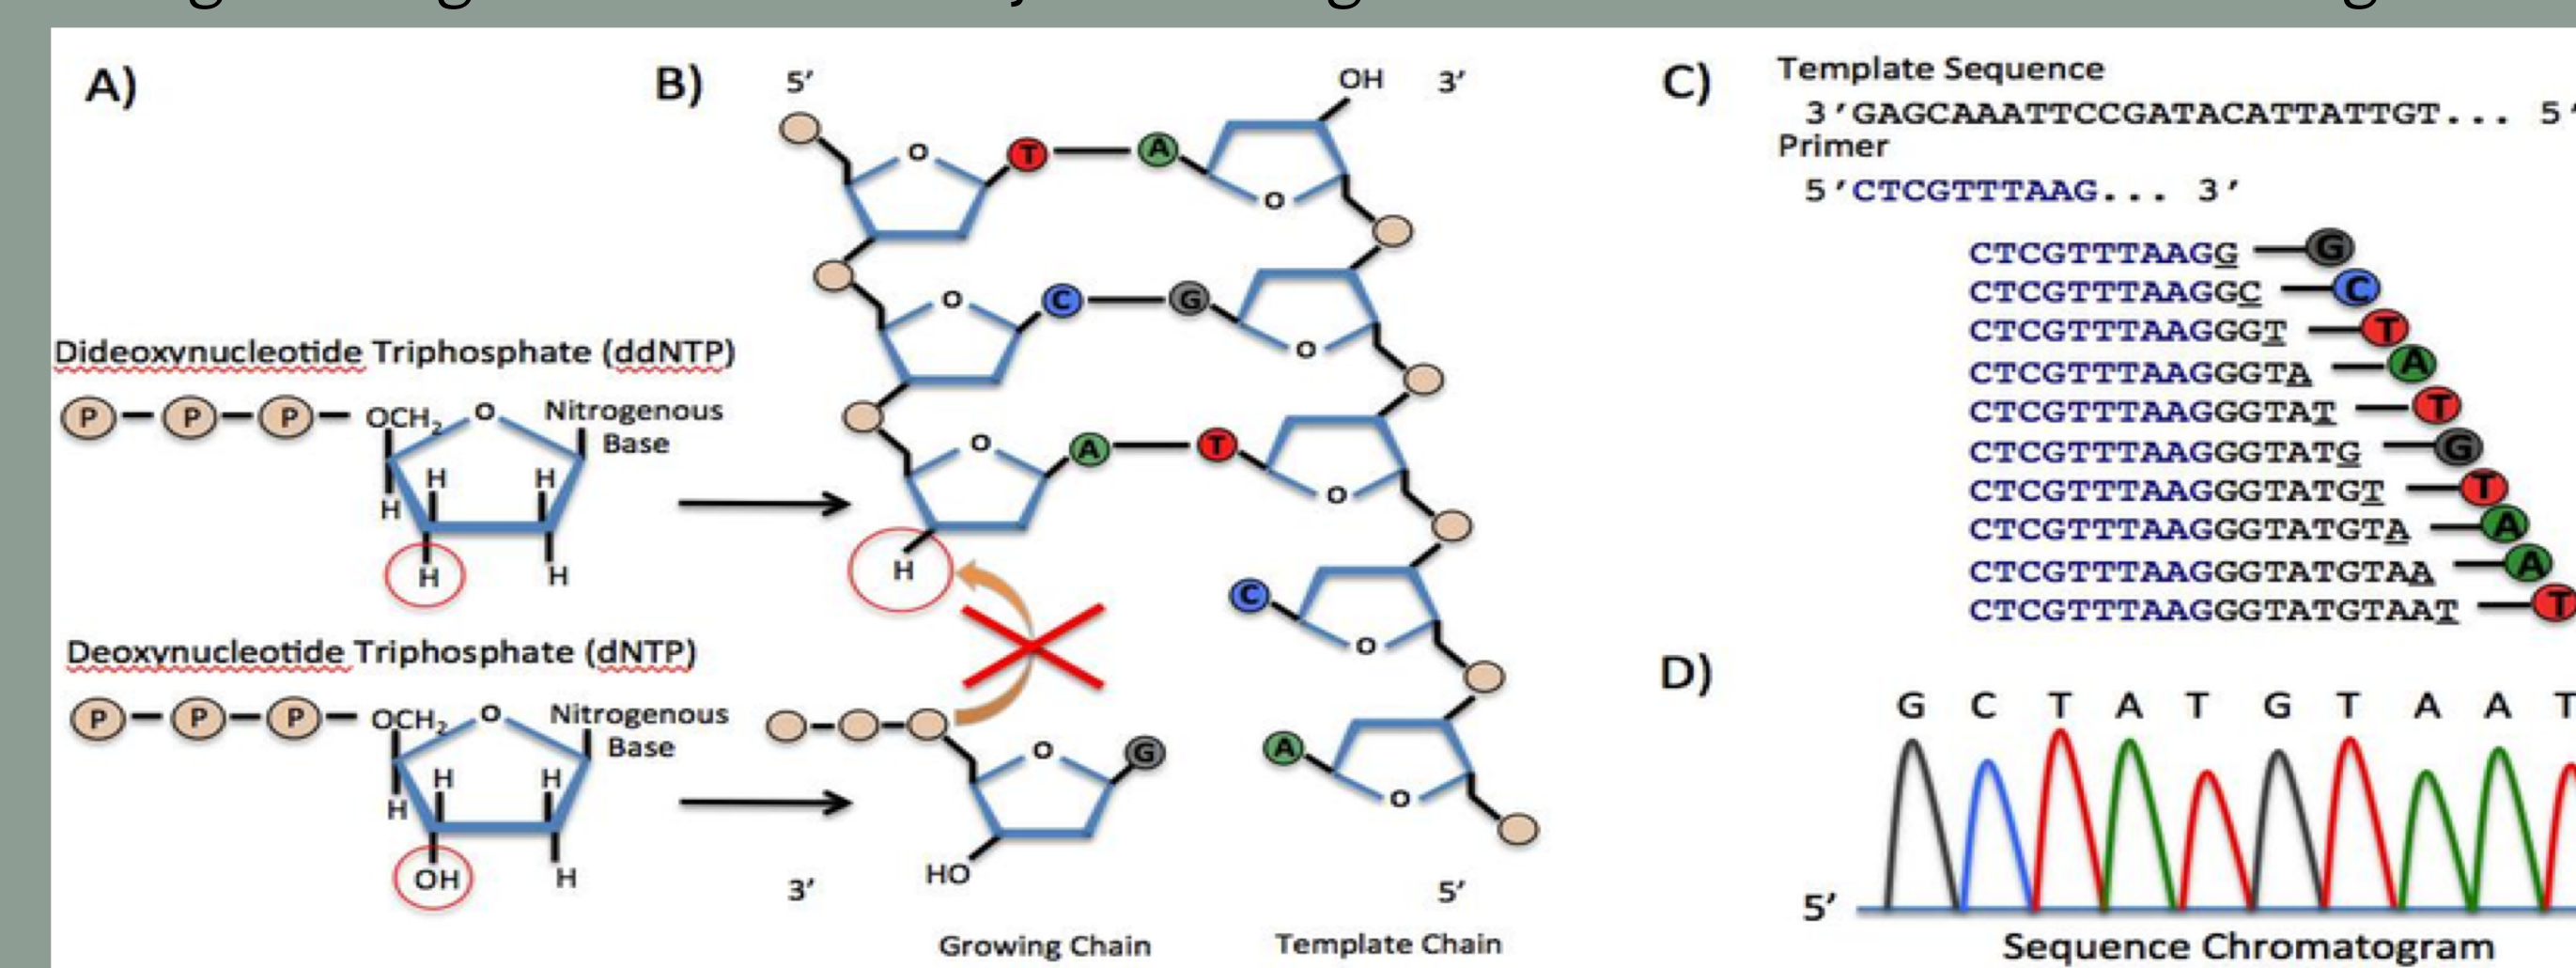 A)
Dideoxynucleotide Triphosphate (ddNTP)
P P P OCH2 O Nitrogenous
Base
H H
H
H H
Deoxynucleotide Triphosphate (dNTP)
P P P OCH2 O Nitrogenous
Base
H H
H
OH H
B)
5′ OH 3′
O T A O
O C G O
O A T O
H
C O
O G A O
HO
3′ 5′
Growing Chain Template Chain
C)
Template Sequence
3′GAGCAAATTCCGATACATTATTGT... 5′
Primer
5′CTCGTTTAAG... 3′
CTCGTTTAAGG G
CTCGTTTAAGGC C
CTCGTTTAAGGGT T
CTCGTTTAAGGGTA A
CTCGTTTAAGGGTAT T
CTCGTTTAAGGGTATG G
CTCGTTTAAGGGTATGT T
CTCGTTTAAGGGTATGTA A
CTCGTTTAAGGGTATGTAA A
CTCGTTTAAGGGTATGTAAT T
D)
G C T A T G T A A T
5′
Sequence Chromatogram